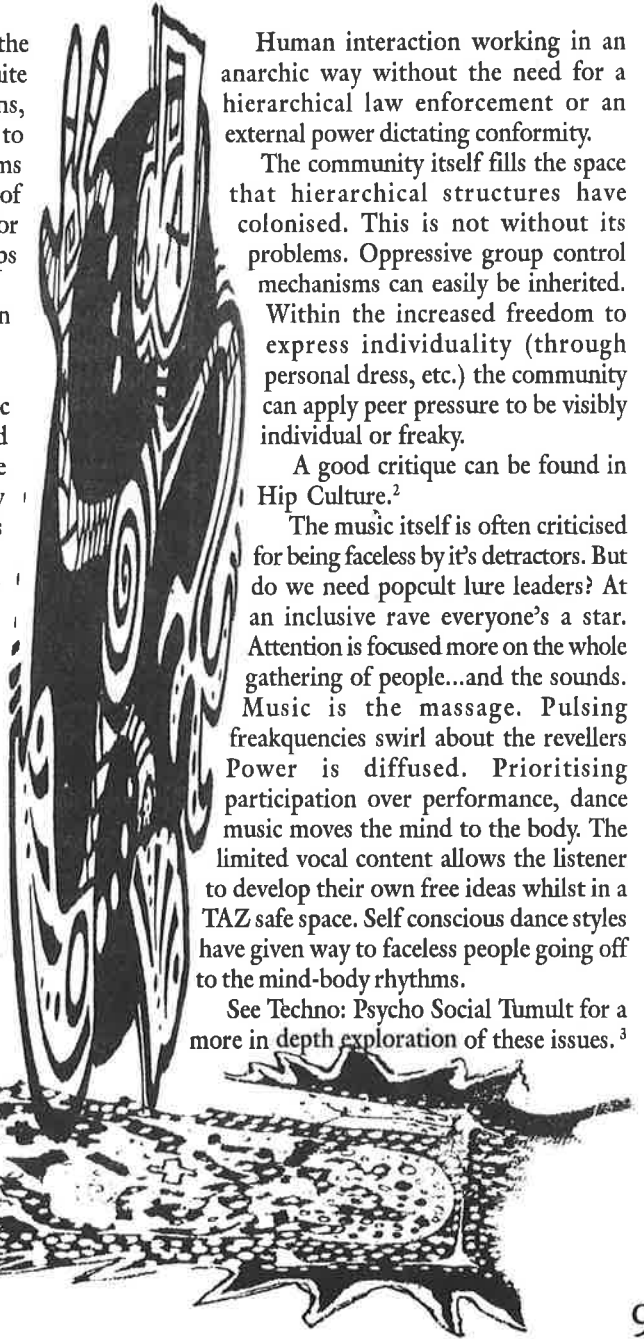 the
ns,
to
of
or
n
Human interaction working in an
anarchic way without the need for a
hierarchical law enforcement or an
external power dictating conformity.
The community itself fills the space
that hierarchical structures have
colonised. This is not without its
problems. Oppressive group control
mechanisms can easily be inherited.
Within the increased freedom to
express individuality (through
personal dress, etc.) the community
can apply peer pressure to be visibly
individual or freaky.
A good critique can be found in
Hip Culture.²
The music itself is often criticised
for being faceless by it's detractors. But
do we need popcult lure leaders? At
an inclusive rave everyone's a star.
Attention is focused more on the whole
gathering of people...and the sounds.
Music is the massage. Pulsing
freakquencies swirl about the revellers
Power is diffused. Prioritising
participation over performance, dance
music moves the mind to the body. The
limited vocal content allows the listener
to develop their own free ideas whilst in a
TAZ safe space. Self conscious dance styles
have given way to faceless people going off
to the mind-body rhythms.
See Techno: Psycho Social Tumult for a
more in depth exploration of these issues. ³
9